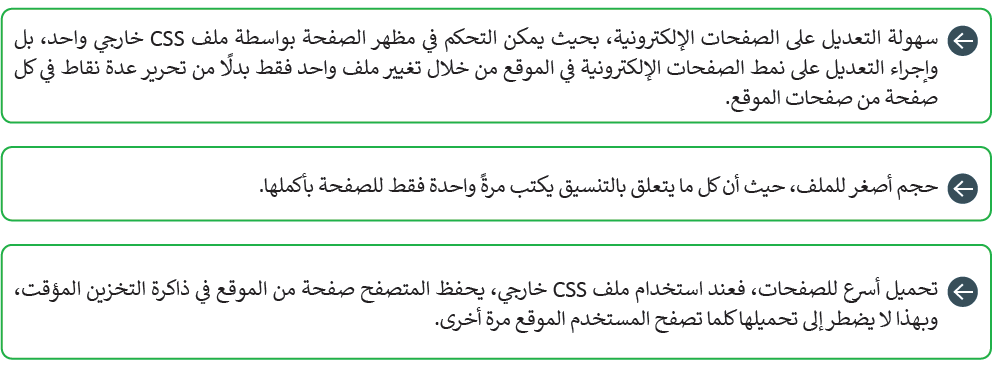 سهولة التعديل على الصفحات الإلكترونية، بحيث يمكن التحكم في مظهر الصفحة بواسطة ملف CSS خارجي واحد، بل
وإجراء التعديل على نمط الصفحات الإلكترونية في الموقع من خلال تغيير ملف واحد فقط بدلًا من تحرير عدة نقاط في كل
صفحة من صفحات الموقع.
حجم أصغر للملف، حيث أن كل ما يتعلق بالتنسيق يكتب مرةً واحدة فقط للصفحة بأكملها.
تحميل أسرع للصفحات، فعند استخدام ملف CSS خارجي، يحفظ المتصفح صفحة من الموقع في ذاكرة التخزين المؤقت،
وبهذا لا يضطر إلى تحميلها كلما تصفح المستخدم الموقع مرة أخرى.